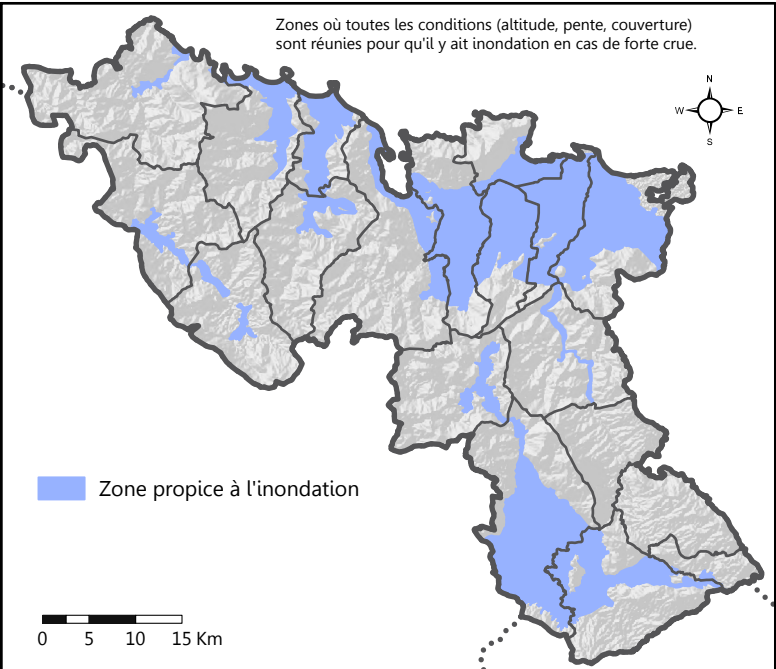 Zones où toutes les conditions (altitude, pente, couverture)
sont réunies pour qu'il y ait inondation en cas de forte crue.
N
W E
S
Zone propice à l'inondation
0 5 10 15 Km